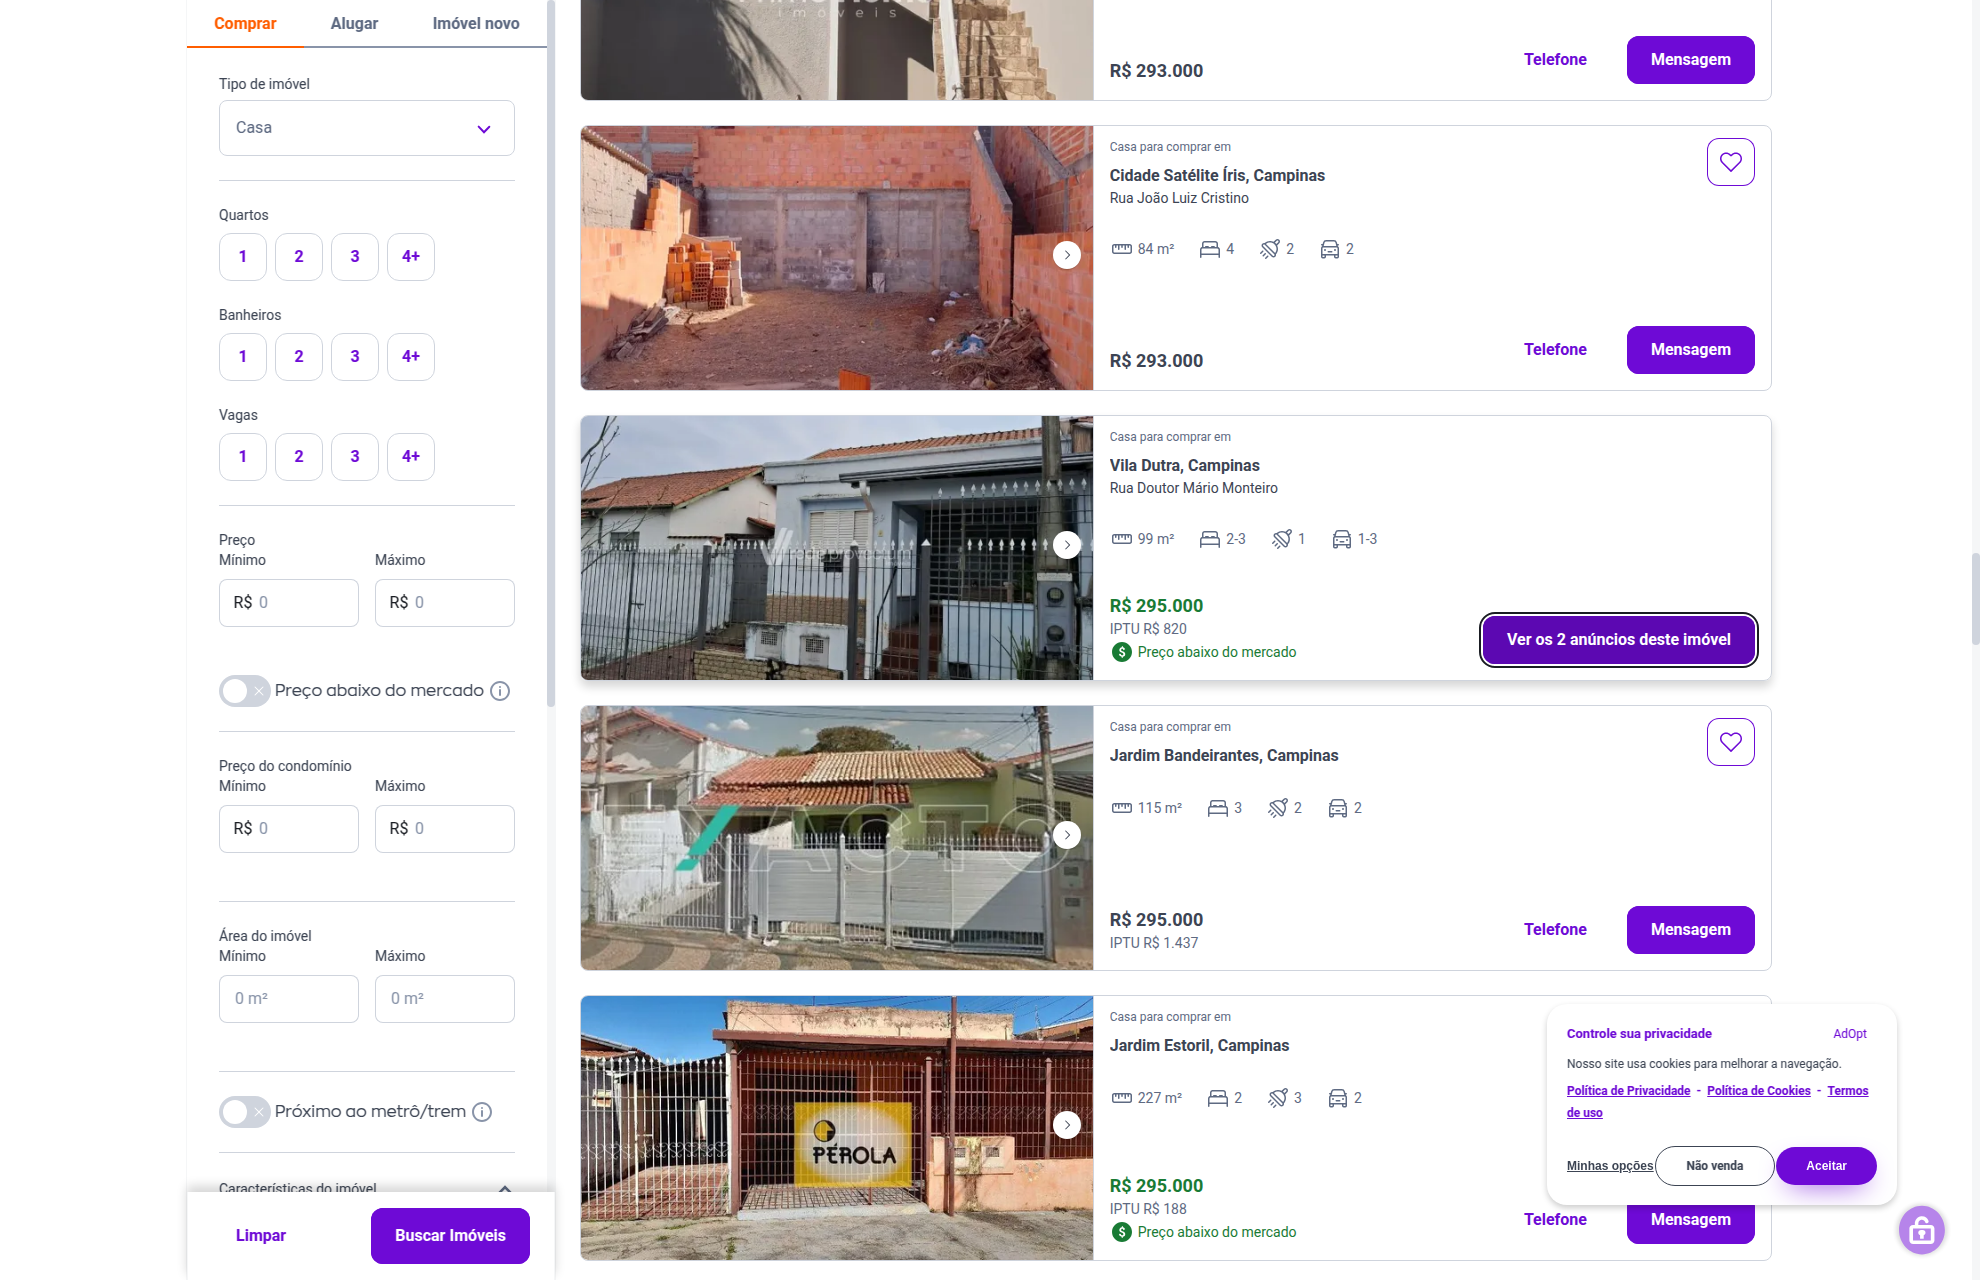 Comprar
Alugar
Imóvel novo
Tipo de imóvel
Casa
Quartos
1
2
3
4+
Banheiros
1
2
3
4+
Vagas
1
2
3
4+
Preço
Mínimo
Máximo
R$ 0
R$ 0
Preço abaixo do mercado
Preço do condomínio
Mínimo
Máximo
R$ 0
R$ 0
Área do imóvel
Mínimo
Máximo
0 m²
0 m²
Próximo ao metrô/trem
Características do imóvel
Limpar
Buscar Imóveis
imóveis
R$ 293.000
Telefone
Mensagem
Casa para comprar em
Cidade Satélite Íris, Campinas
Rua João Luiz Cristino
84 m²
4
2
2
R$ 293.000
Telefone
Mensagem
Casa para comprar em
Vila Dutra, Campinas
Rua Doutor Mário Monteiro
99 m²
2-3
1
1-3
R$ 295.000
IPTU R$ 820
Preço abaixo do mercado
Ver os 2 anúncios deste imóvel
EXACTO
Casa para comprar em
Jardim Bandeirantes, Campinas
115 m²
3
2
2
R$ 295.000
IPTU R$ 1.437
Telefone
Mensagem
PÉROLA
Casa para comprar em
Jardim Estoril, Campinas
227 m²
2
3
2
R$ 295.000
IPTU R$ 188
Preço abaixo do mercado
Telefone
Mensagem
Controle sua privacidade
AdOpt
Nosso site usa cookies para melhorar a navegação.
Política de Privacidade - Política de Cookies - Termos
de uso
Minhas opções
Não venda
Aceitar